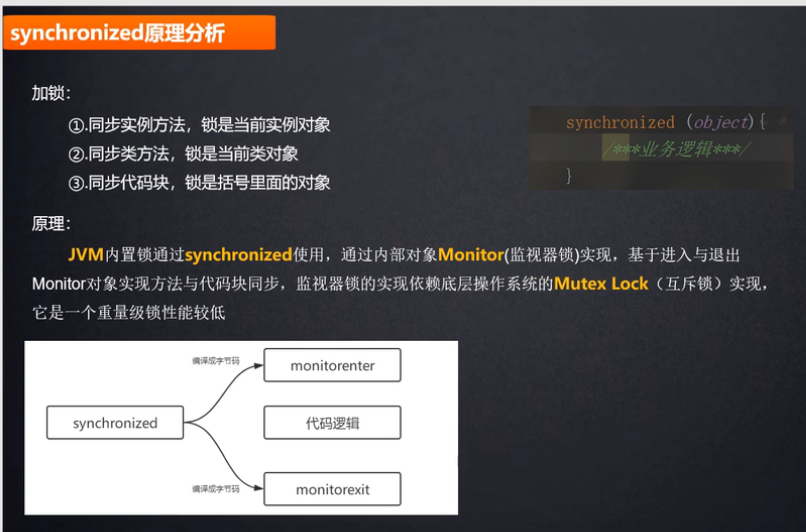 synchronized原理分析
加锁：
①.同步实例方法，锁是当前实例对象
②.同步类方法，锁是当前类对象
③.同步代码块，锁是括号里面的对象
synchronized (object){
/***业务逻辑***/
}
原理：
JVM内置锁通过synchronized使用，通过内部对象Monitor(监视器锁)实现，基于进入与退出
Monitor对象实现方法与代码块同步，监视器锁的实现依赖底层操作系统的Mutex Lock（互斥锁）实现，
它是一个重量级锁性能较低
编译成字节码
monitorenter
synchronized
代码逻辑
编译成字节码
monitorexit